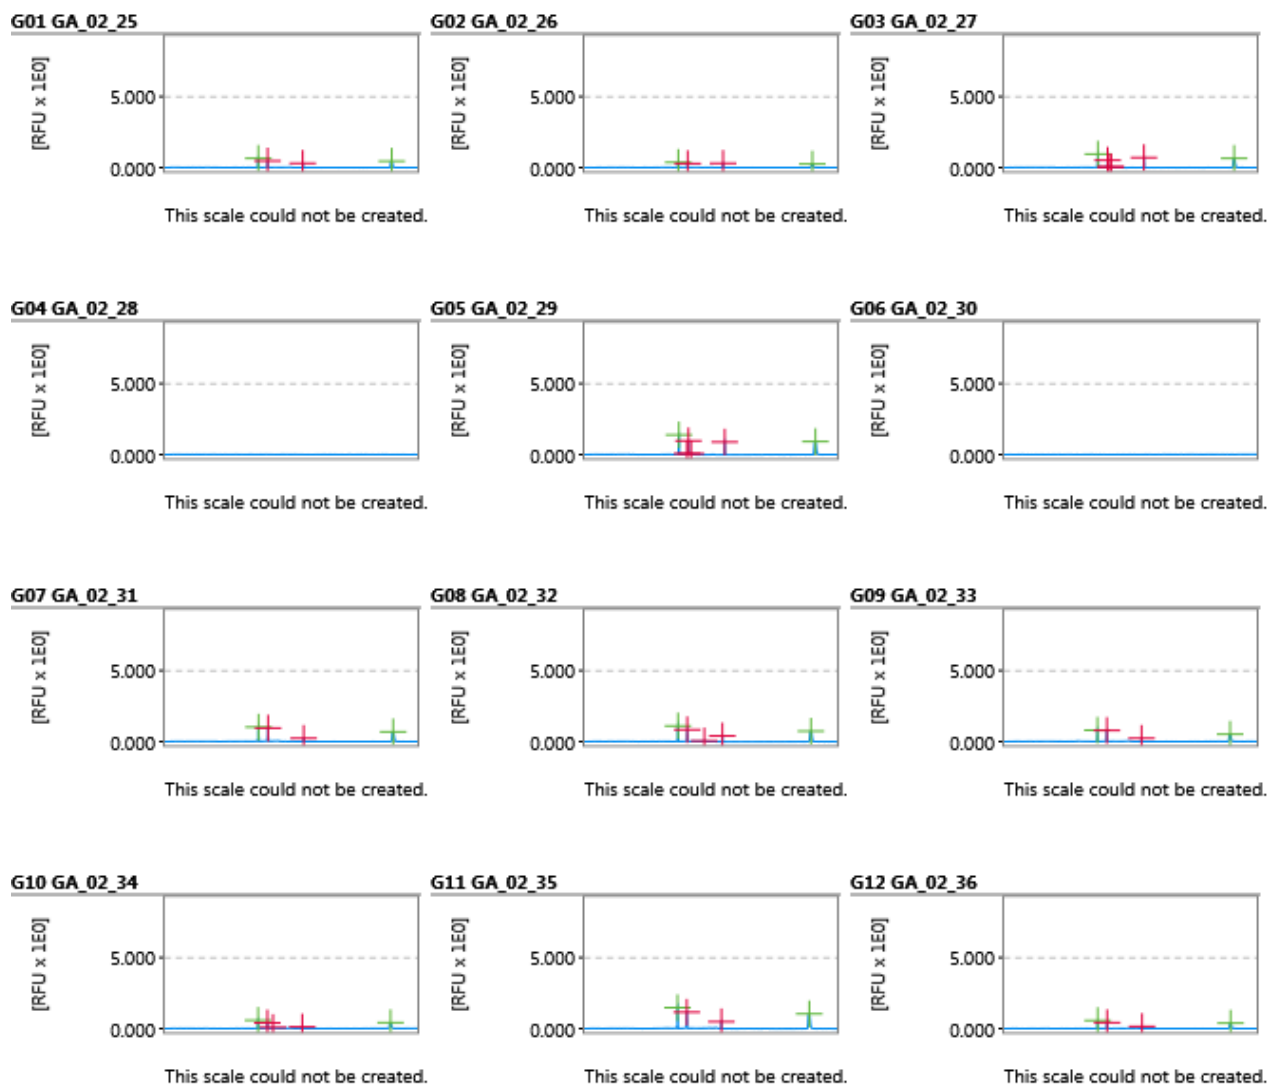 G01 GA_02_25
G02 GA_02_26
G03 GA_02_27
[RFU x 1E0]
5.000
0.000
[RFU x 1E0]
5.000
0.000
[RFU x 1E0]
5.000
0.000
This scale could not be created.
This scale could not be created.
This scale could not be created.
G04 GA_02_28
G05 GA_02_29
G06 GA_02_30
[RFU x 1E0]
5.000
0.000
[RFU x 1E0]
5.000
0.000
[RFU x 1E0]
5.000
0.000
This scale could not be created.
This scale could not be created.
This scale could not be created.
G07 GA_02_31
G08 GA_02_32
G09 GA_02_33
[RFU x 1E0]
5.000
0.000
[RFU x 1E0]
5.000
0.000
[RFU x 1E0]
5.000
0.000
This scale could not be created.
This scale could not be created.
This scale could not be created.
G10 GA_02_34
G11 GA_02_35
G12 GA_02_36
[RFU x 1E0]
5.000
0.000
[RFU x 1E0]
5.000
0.000
[RFU x 1E0]
5.000
0.000
This scale could not be created.
This scale could not be created.
This scale could not be created.